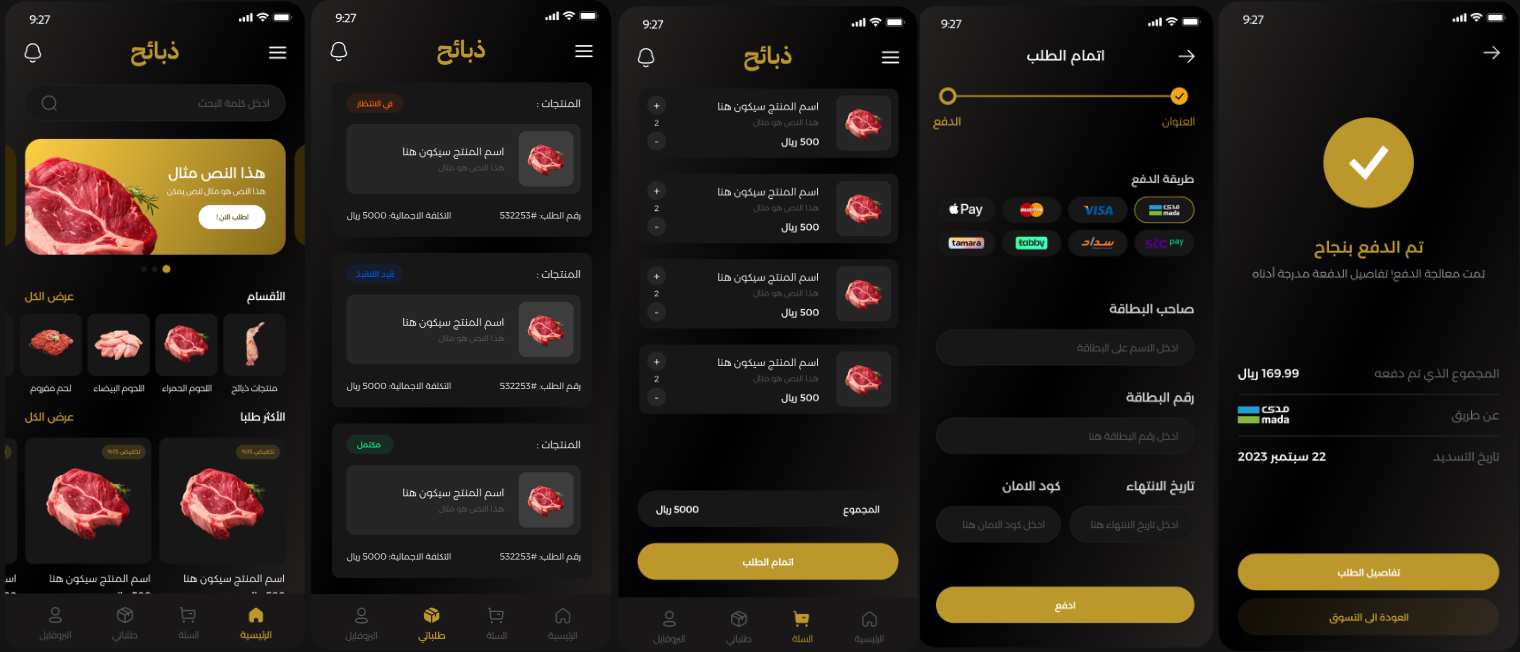 9:27
ذبائح
ادخل كلمة البحث
هذا النص مثال
هذا النص هو مثال لنص يمكن
اطلب الان!
الأقسام
عرض الكل
منتجات ذبائح
اللحوم الحمراء
اللحوم البيضاء
لحم مفروم
الأكثر طلبا
عرض الكل
تخفيض 15%
تخفيض 15%
اسم المنتج سيكون هنا
اسم المنتج سيكون هنا
الرئيسية
السلة
طلباتي
البروفايل
9:27
ذبائح
المنتجات :
في الانتظار
اسم المنتج سيكون هنا
هذا النص هو مثال
رقم الطلب: #532253
التكلفة الاجمالية: 5000 ريال
المنتجات :
قيد التنفيذ
اسم المنتج سيكون هنا
هذا النص هو مثال
رقم الطلب: #532253
التكلفة الاجمالية: 5000 ريال
المنتجات :
مكتمل
اسم المنتج سيكون هنا
هذا النص هو مثال
رقم الطلب: #532253
التكلفة الاجمالية: 5000 ريال
الرئيسية
السلة
طلباتي
البروفايل
9:27
ذبائح
اسم المنتج سيكون هنا
هذا النص هو مثال
500 ريال
+
2
-
اسم المنتج سيكون هنا
هذا النص هو مثال
500 ريال
+
2
-
اسم المنتج سيكون هنا
هذا النص هو مثال
500 ريال
+
2
-
اسم المنتج سيكون هنا
هذا النص هو مثال
500 ريال
+
2
-
المجموع
5000 ريال
اتمام الطلب
الرئيسية
السلة
طلباتي
البروفايل
9:27
اتمام الطلب
العنوان
الدفع
طريقة الدفع
مدى mada
VISA
Pay
stc pay
سداد
tabby
tamara
صاحب البطاقة
ادخل الاسم على البطاقة
رقم البطاقة
ادخل رقم البطاقة هنا
تاريخ الانتهاء
كود الامان
ادخل تاريخ الانتهاء هنا
ادخل كود الامان هنا
ادفع
9:27
تم الدفع بنجاح
تمت معالجة الدفع! تفاصيل الدفعة مدرجة أدناه
المجموع الذي تم دفعه
169.99 ريال
عن طريق
مدى mada
تاريخ التسديد
22 سبتمبر 2023
تفاصيل الطلب
العودة الى التسوق